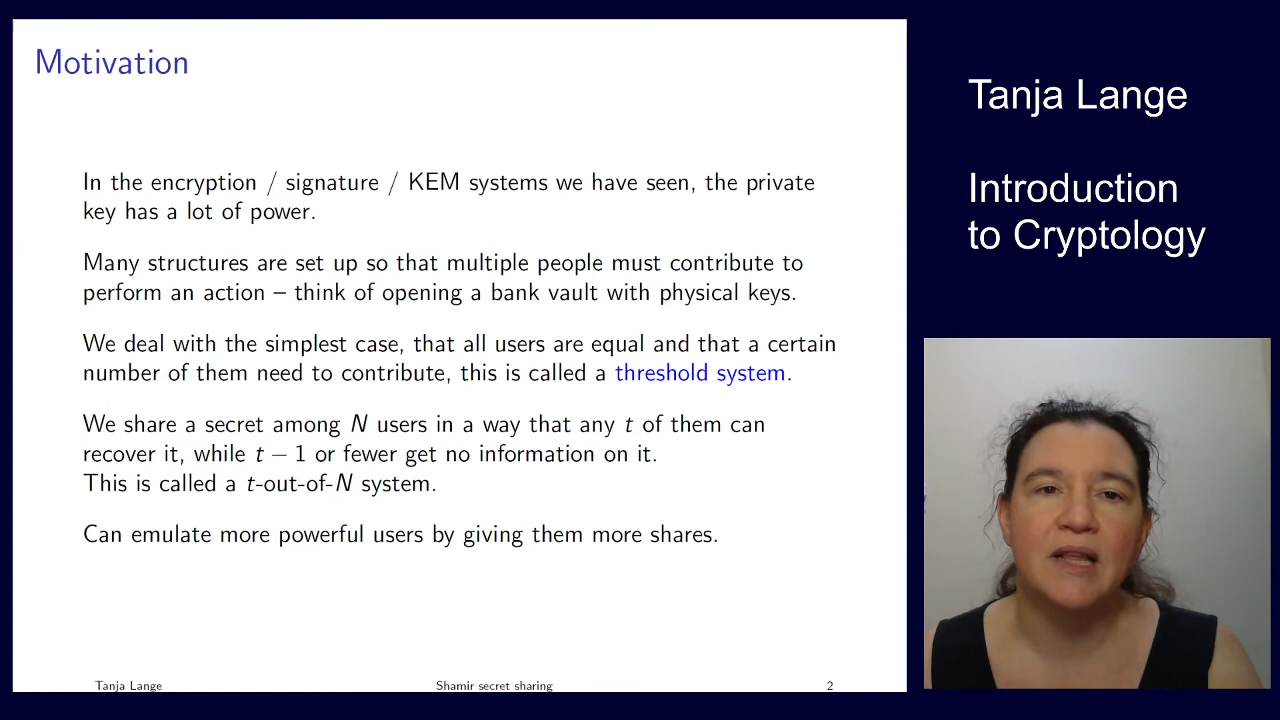 Motivation
In the encryption / signature / KEM systems we have seen, the private
key has a lot of power.
Many structures are set up so that multiple people must contribute to
perform an action – think of opening a bank vault with physical keys.
We deal with the simplest case, that all users are equal and that a certain
number of them need to contribute, this is called a threshold system.
We share a secret among N users in a way that any t of them can
recover it, while t − 1 or fewer get no information on it.
This is called a t-out-of-N system.
Can emulate more powerful users by giving them more shares.
Tanja Lange
Shamir secret sharing
2
Tanja Lange
Introduction
to Cryptology